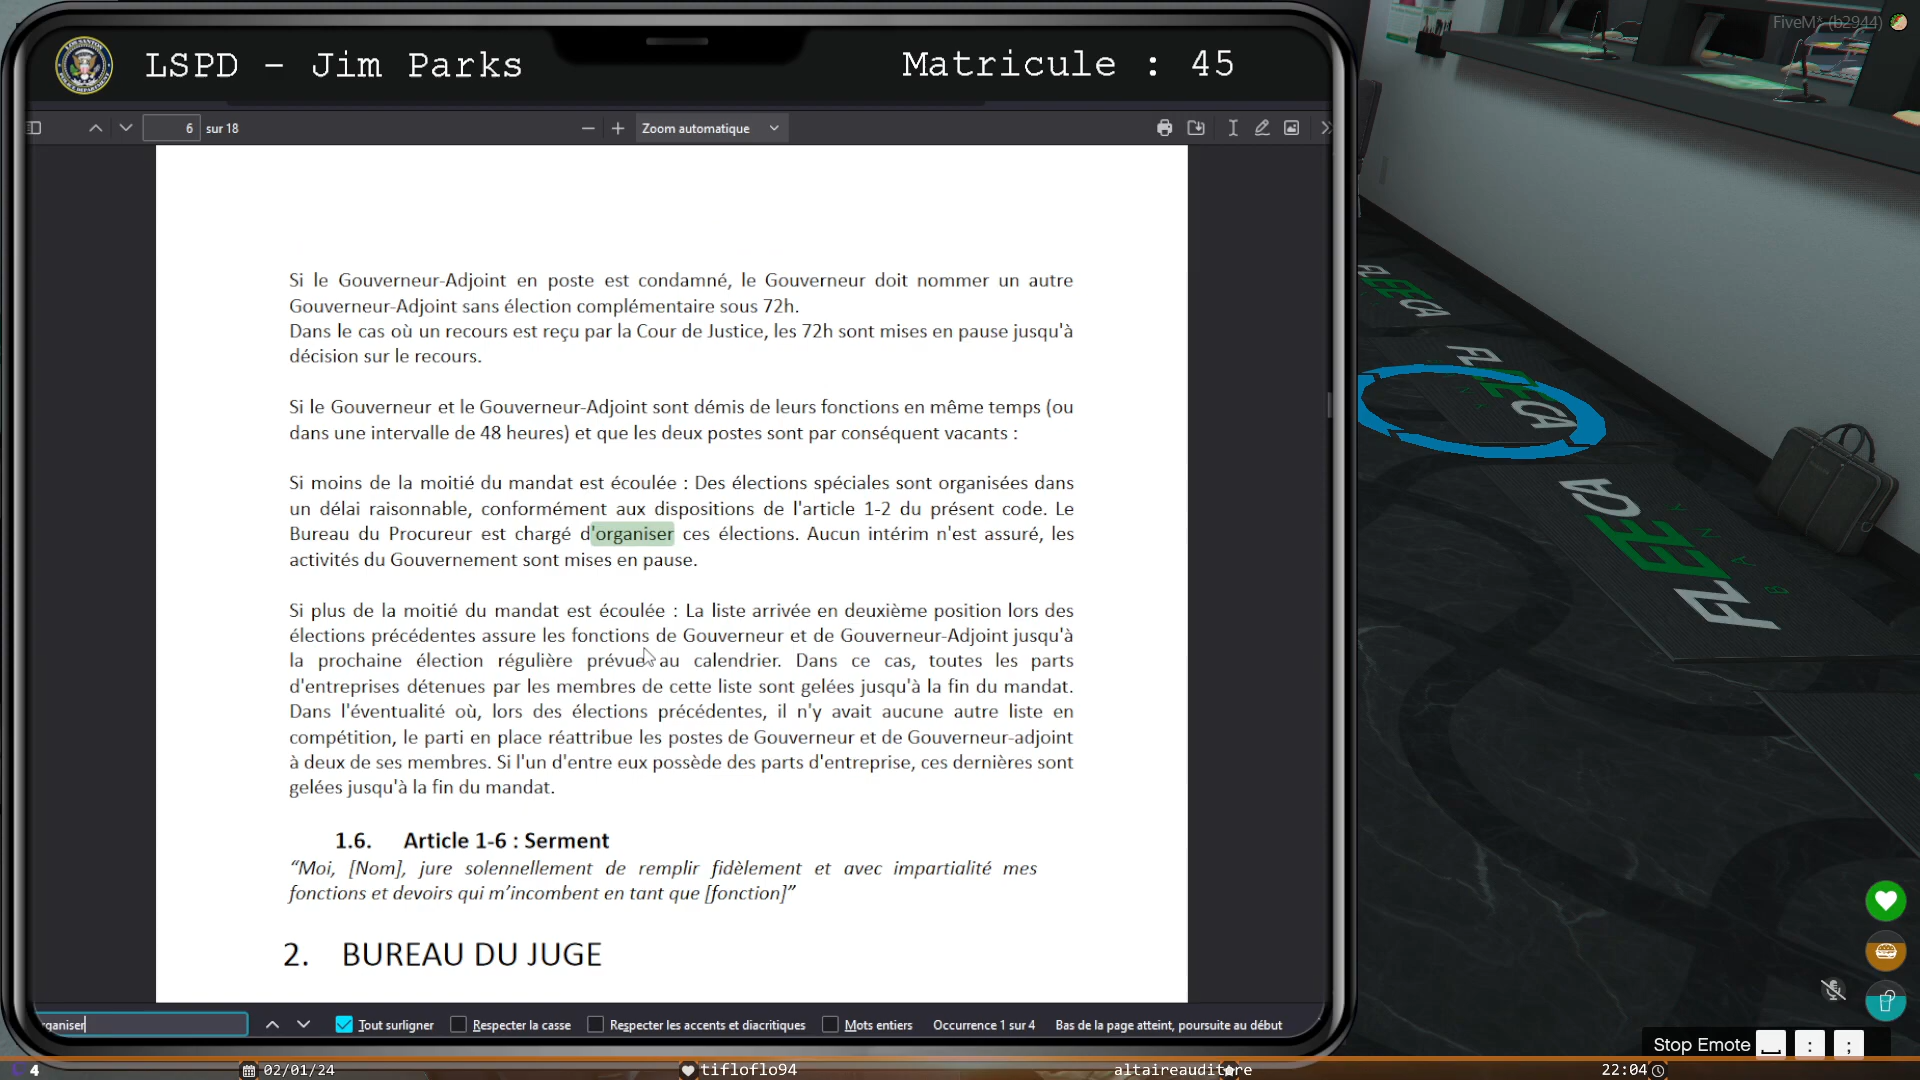 FiveM* (b2944)
LSPD - Jim Parks
Matricule : 45
6 sur 18
Zoom automatique
Si le Gouverneur-Adjoint en poste est condamné, le Gouverneur doit nommer un autre
Gouverneur-Adjoint sans élection complémentaire sous 72h.
Dans le cas où un recours est reçu par la Cour de Justice, les 72h sont mises en pause jusqu'à
décision sur le recours.
Si le Gouverneur et le Gouverneur-Adjoint sont démis de leurs fonctions en même temps (ou
dans une intervalle de 48 heures) et que les deux postes sont par conséquent vacants :
Si moins de la moitié du mandat est écoulée : Des élections spéciales sont organisées dans
un délai raisonnable, conformément aux dispositions de l'article 1-2 du présent code. Le
Bureau du Procureur est chargé d'organiser ces élections. Aucun intérim n'est assuré, les
activités du Gouvernement sont mises en pause.
Si plus de la moitié du mandat est écoulée : La liste arrivée en deuxième position lors des
élections précédentes assure les fonctions de Gouverneur et de Gouverneur-Adjoint jusqu'à
la prochaine élection régulière prévue au calendrier. Dans ce cas, toutes les parts
d'entreprises détenues par les membres de cette liste sont gelées jusqu'à la fin du mandat.
Dans l'éventualité où, lors des élections précédentes, il n'y avait aucune autre liste en
compétition, le parti en place réattribue les postes de Gouverneur et de Gouverneur-adjoint
à deux de ses membres. Si l'un d'entre eux possède des parts d'entreprise, ces dernières sont
gelées jusqu'à la fin du mandat.
1.6. Article 1-6 : Serment
“Moi, [Nom], jure solennellement de remplir fidèlement et avec impartialité mes
fonctions et devoirs qui m’incombent en tant que [fonction]”
2. BUREAU DU JUGE
rganiser
Tout surligner
Respecter la casse
Respecter les accents et diacritiques
Mots entiers
Occurrence 1 sur 4
Bas de la page atteint, poursuite au début
FLEECA
FLEECA
FLEECA
Stop Emote : ;
4
02/01/24
tifloflo94
altaireauditore
22:04